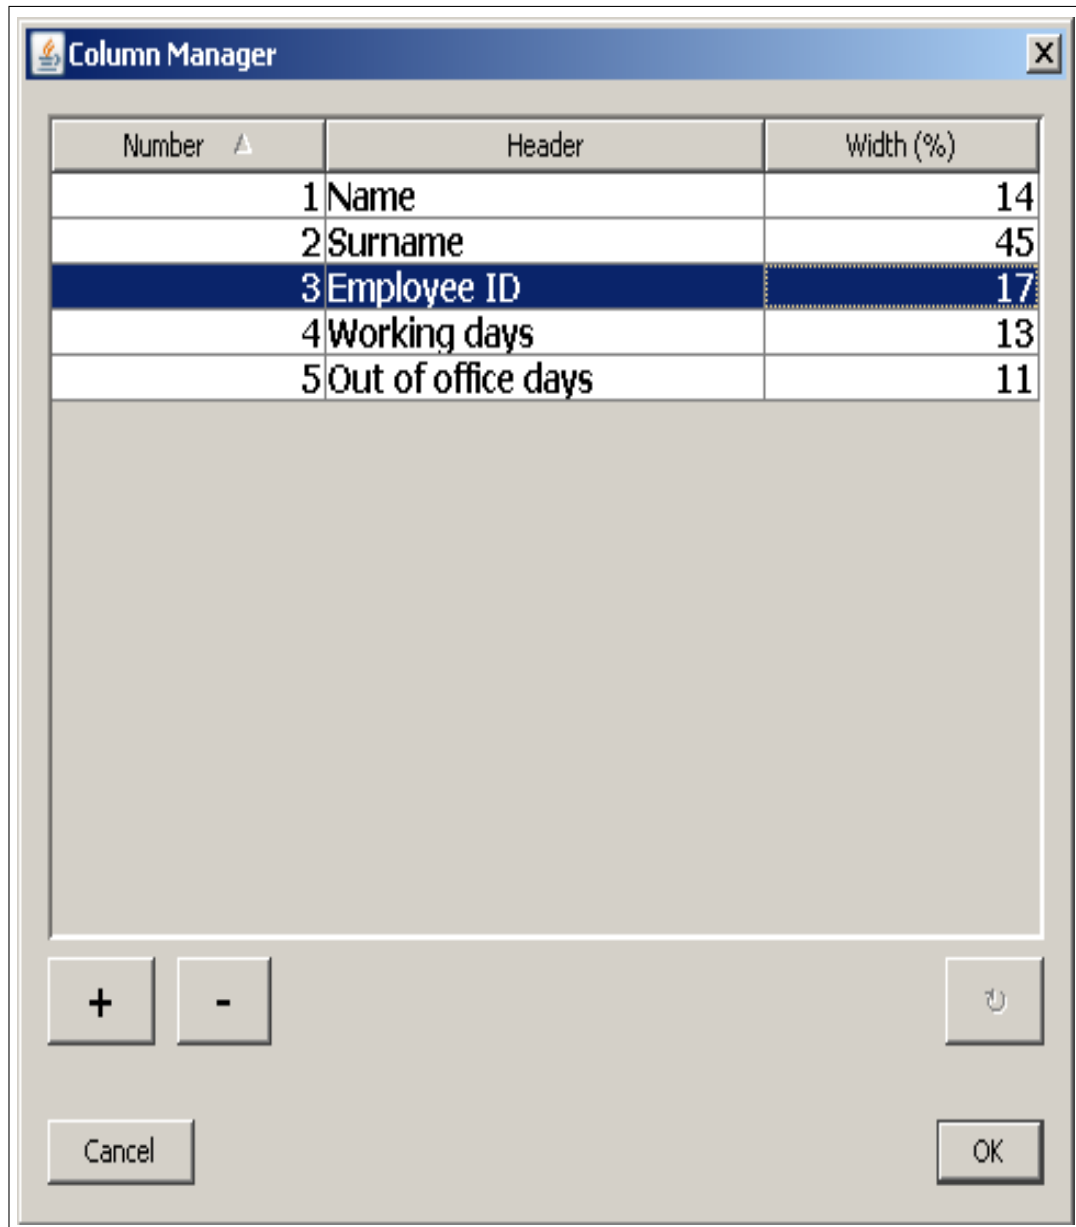 Column Manager
Number Header Width (%)
1 Name 14
2 Surname 45
3 Employee ID 17
4 Working days 13
5 Out of office days 11
+ - ↻
Cancel OK